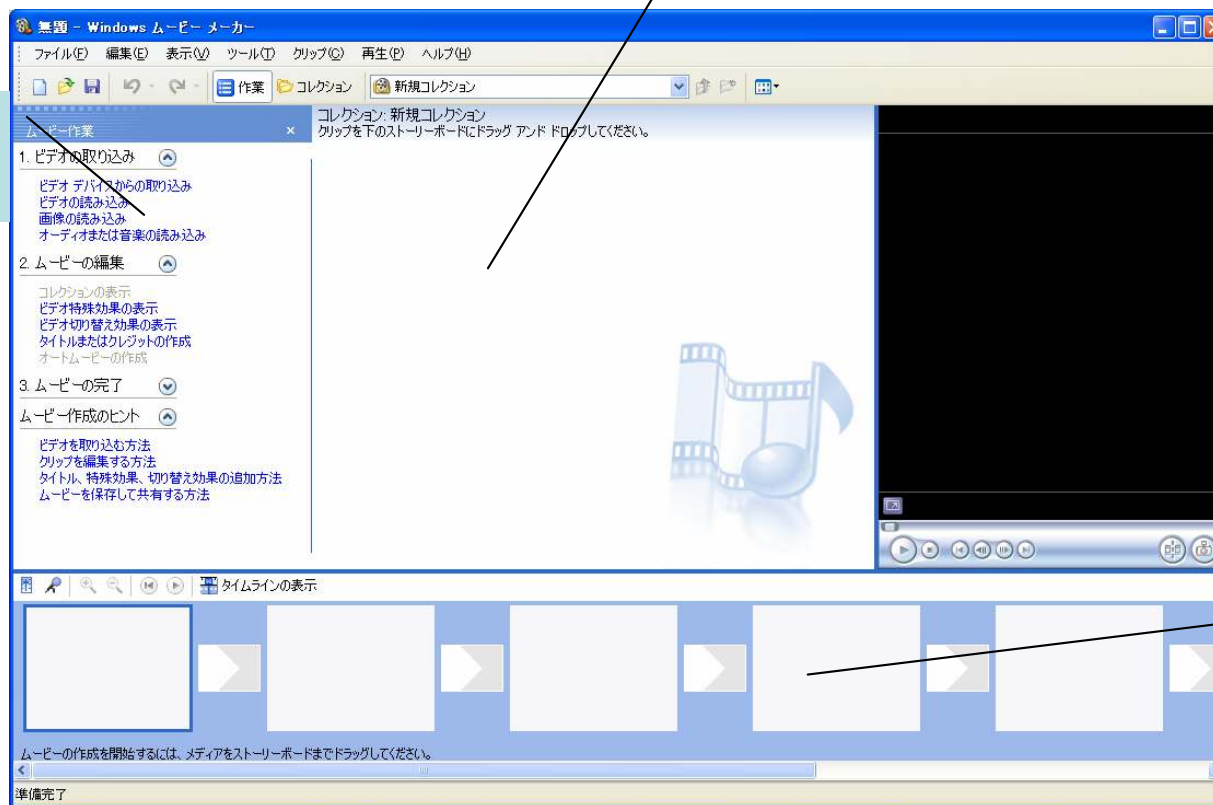 無題 - Windows ムービー メーカー
ファイル(F) 編集(E) 表示(V) ツール(T) クリップ(C) 再生(P) ヘルプ(H)
作業 コレクション 新規コレクション
ムービー作業
コレクション: 新規コレクション
クリップを下のストーリーボードにドラッグ アンド ドロップしてください。
1. ビデオの取り込み
ビデオ デバイスからの取り込み
ビデオの読み込み
画像の読み込み
オーディオまたは音楽の読み込み
2. ムービーの編集
コレクションの表示
ビデオ特殊効果の表示
ビデオ切り替え効果の表示
タイトルまたはクレジットの作成
オートムービーの作成
3. ムービーの完了
ムービー作成のヒント
ビデオを取り込む方法
クリップを編集する方法
タイトル、特殊効果、切り替え効果の追加方法
ムービーを保存して共有する方法
タイムラインの表示
ムービーの作成を開始するには、メディアをストーリーボードまでドラッグしてください。
準備完了